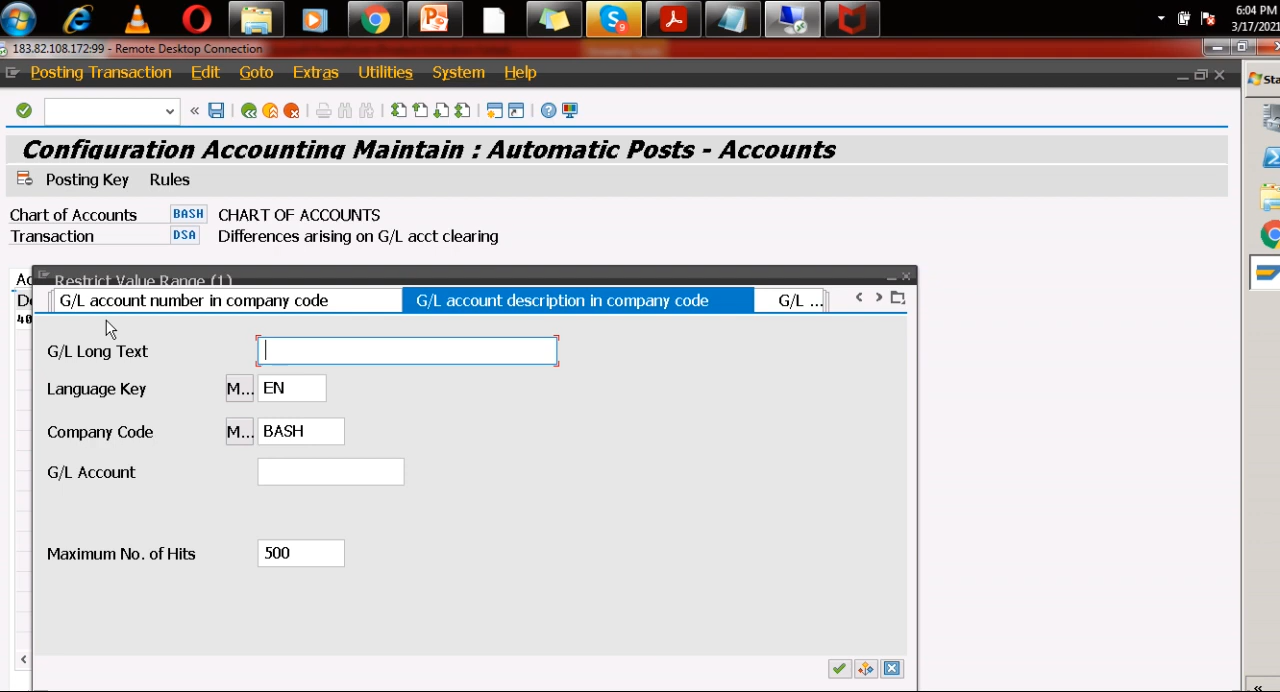 6:04 PM
3/17/2021
183.82.108.172:99 - Remote Desktop Connection
Posting Transaction Edit Goto Extras Utilities System Help
Configuration Accounting Maintain : Automatic Posts - Accounts
Posting Key Rules
Chart of Accounts BASH CHART OF ACCOUNTS
Transaction DSA Differences arising on G/L acct clearing
Restrict Value Range (1)
G/L account number in company code G/L account description in company code G/L ...
G/L Long Text
Language Key M... EN
Company Code M... BASH
G/L Account
Maximum No. of Hits 500